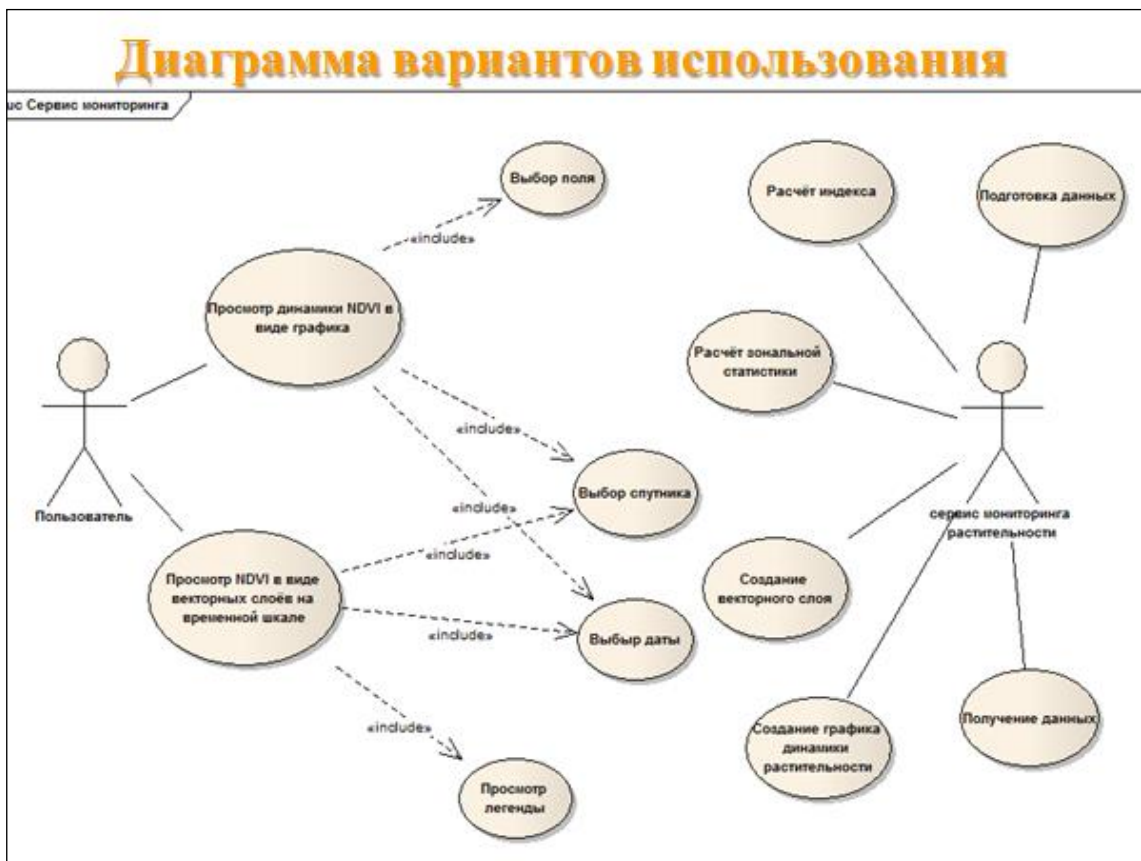 Диаграмма вариантов использования
uc Сервис мониторинга
Выбор поля
Расчёт индекса
Подготовка данных
«include»
Просмотр динамики NDVI в
виде графика
Расчёт зональной
статистики
«include»
Выбор спутника
«include»
Пользователь
сервис мониторинга
растительности
«include»
Просмотр NDVI в виде
векторных слоёв на
временной шкале
Создание
векторного слоя
«include»
Выбыр даты
«include»
Создание графика
динамики
растительности
Получение данных
Просмотр
легенды